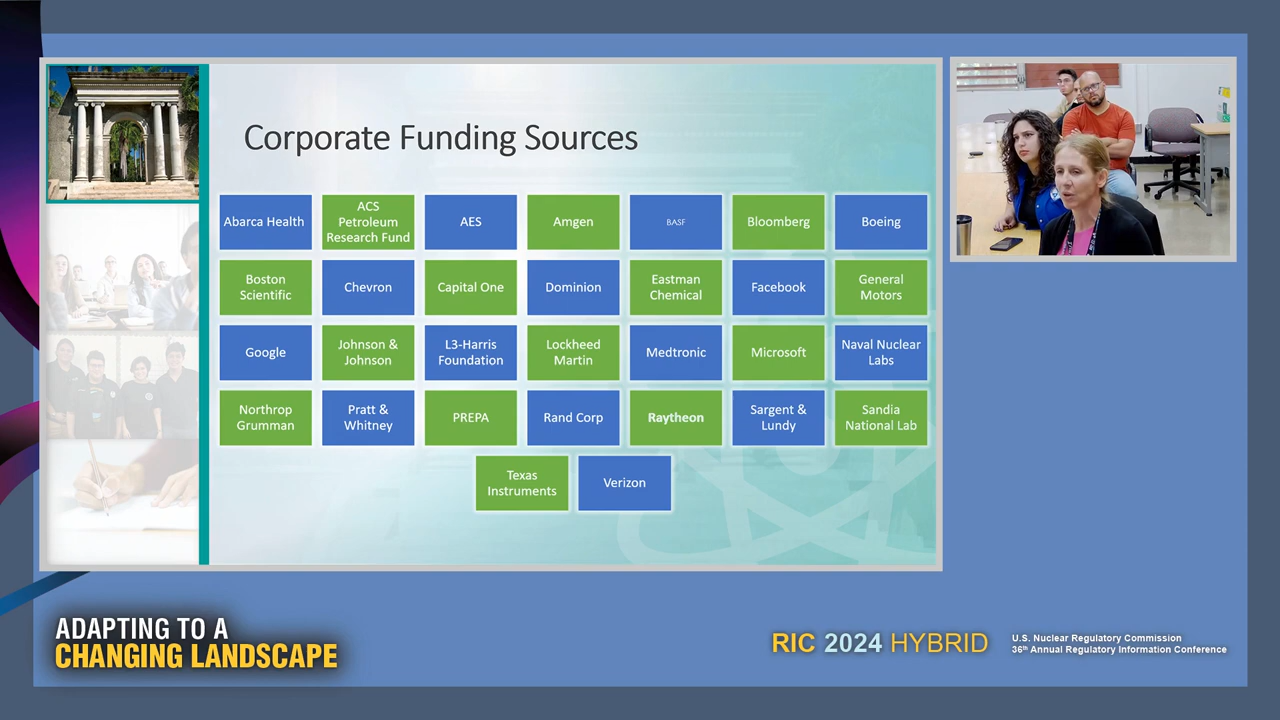 Corporate Funding Sources
Abarca Health
ACS
Petroleum
Research Fund
AES
Amgen
BASF
Bloomberg
Boeing
Boston
Scientific
Chevron
Capital One
Dominion
Eastman
Chemical
Facebook
General
Motors
Google
Johnson &
Johnson
L3-Harris
Foundation
Lockheed
Martin
Medtronic
Microsoft
Naval Nuclear
Labs
Northrop
Grumman
Pratt &
Whitney
PREPA
Rand Corp
Raytheon
Sargent &
Lundy
Sandia
National Lab
Texas
Instruments
Verizon
ADAPTING TO A
CHANGING LANDSCAPE
RIC 2024 HYBRID
U.S. Nuclear Regulatory Commission
36th Annual Regulatory Information Conference